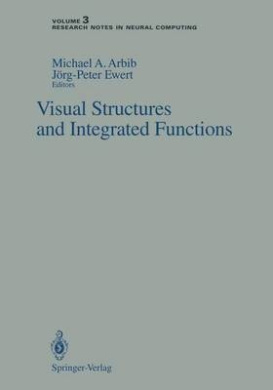 VOLUME 3
RESEARCH NOTES IN NEURAL COMPUTING
Michael A. Arbib
Jörg-Peter Ewert
Editors
Visual Structures
and Integrated Functions
Springer-Verlag